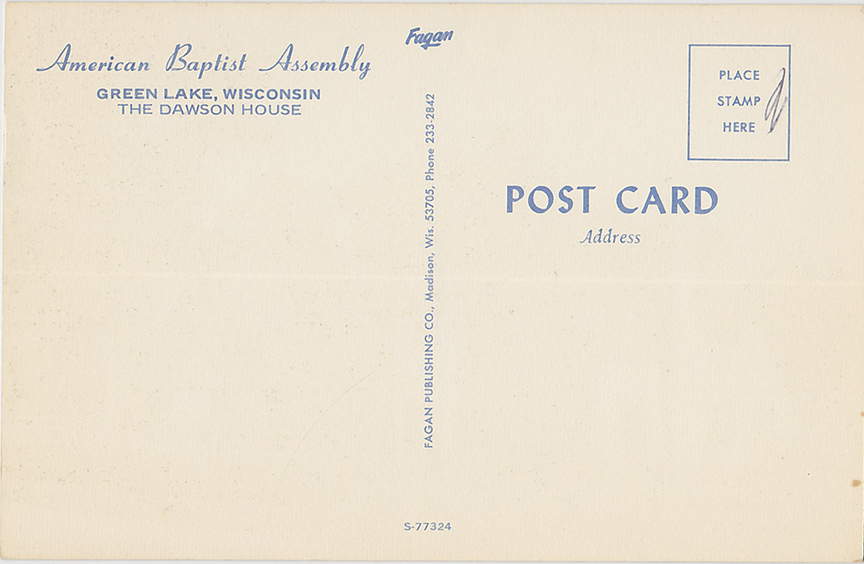 American Baptist Assembly
GREEN LAKE, WISCONSIN
THE DAWSON HOUSE
Fagan
FAGAN PUBLISHING CO., Madison, Wis. 53705, Phone 233-2842
PLACE
STAMP
HERE
POST CARD
Address
S-77324